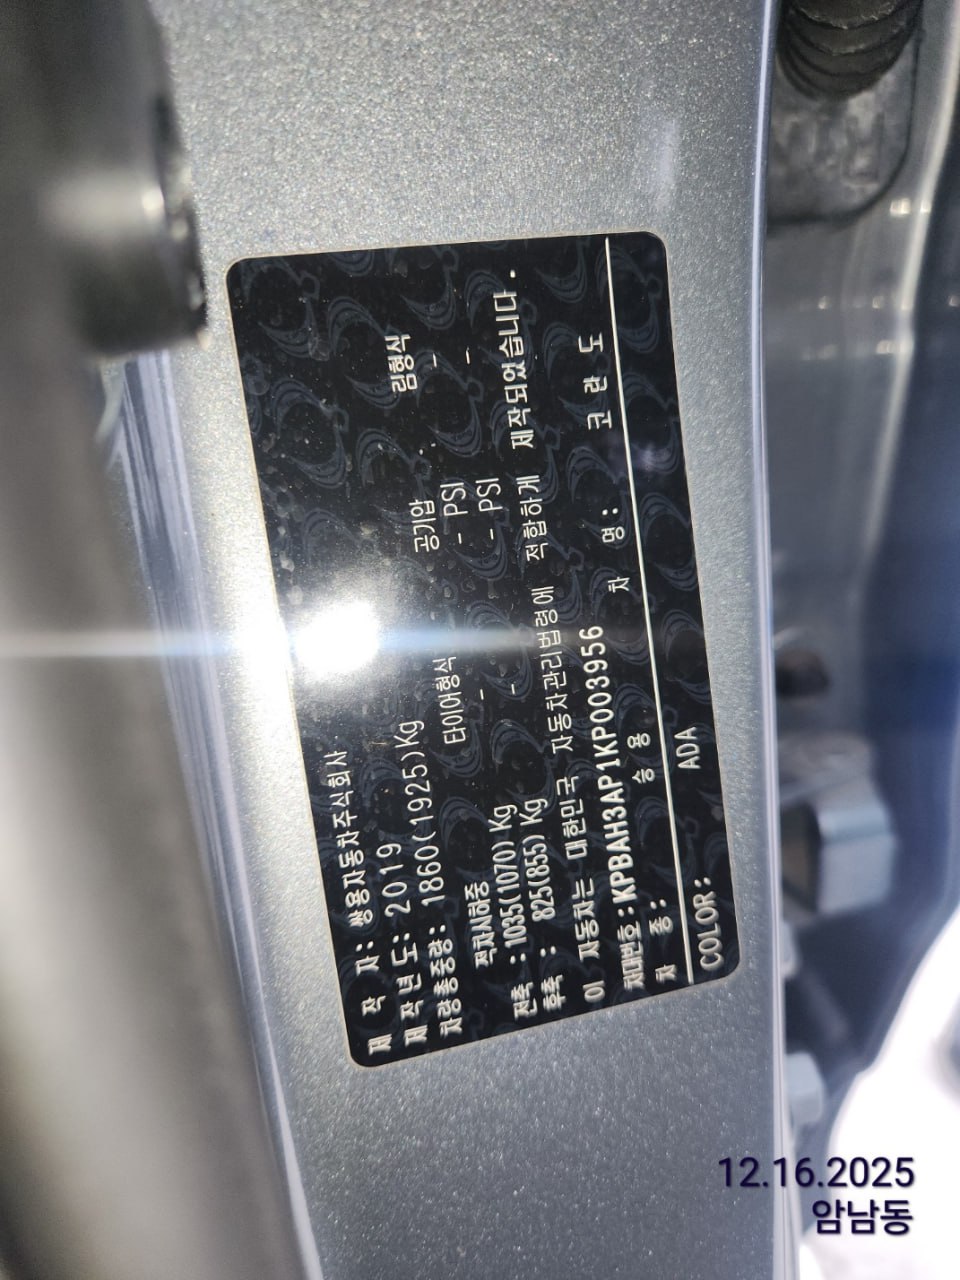 제 작 자: 쌍용자동차주식회사
제 작 년 도: 2019
차량총중량: 1860(1925)Kg
적차시하중 타이어형식 공기압 림형식
전축 : 1035(1070) Kg - - PSI -
후축 : 825(855) Kg - - PSI -
이 자동차는 대한민국 자동차관리법령에 적합하게 제작되었습니다.
차대번호: KPBAH3AP1KP003956
차 종: 승 용 차 명: 코 란 도
COLOR: ADA
12.16.2025
암남동